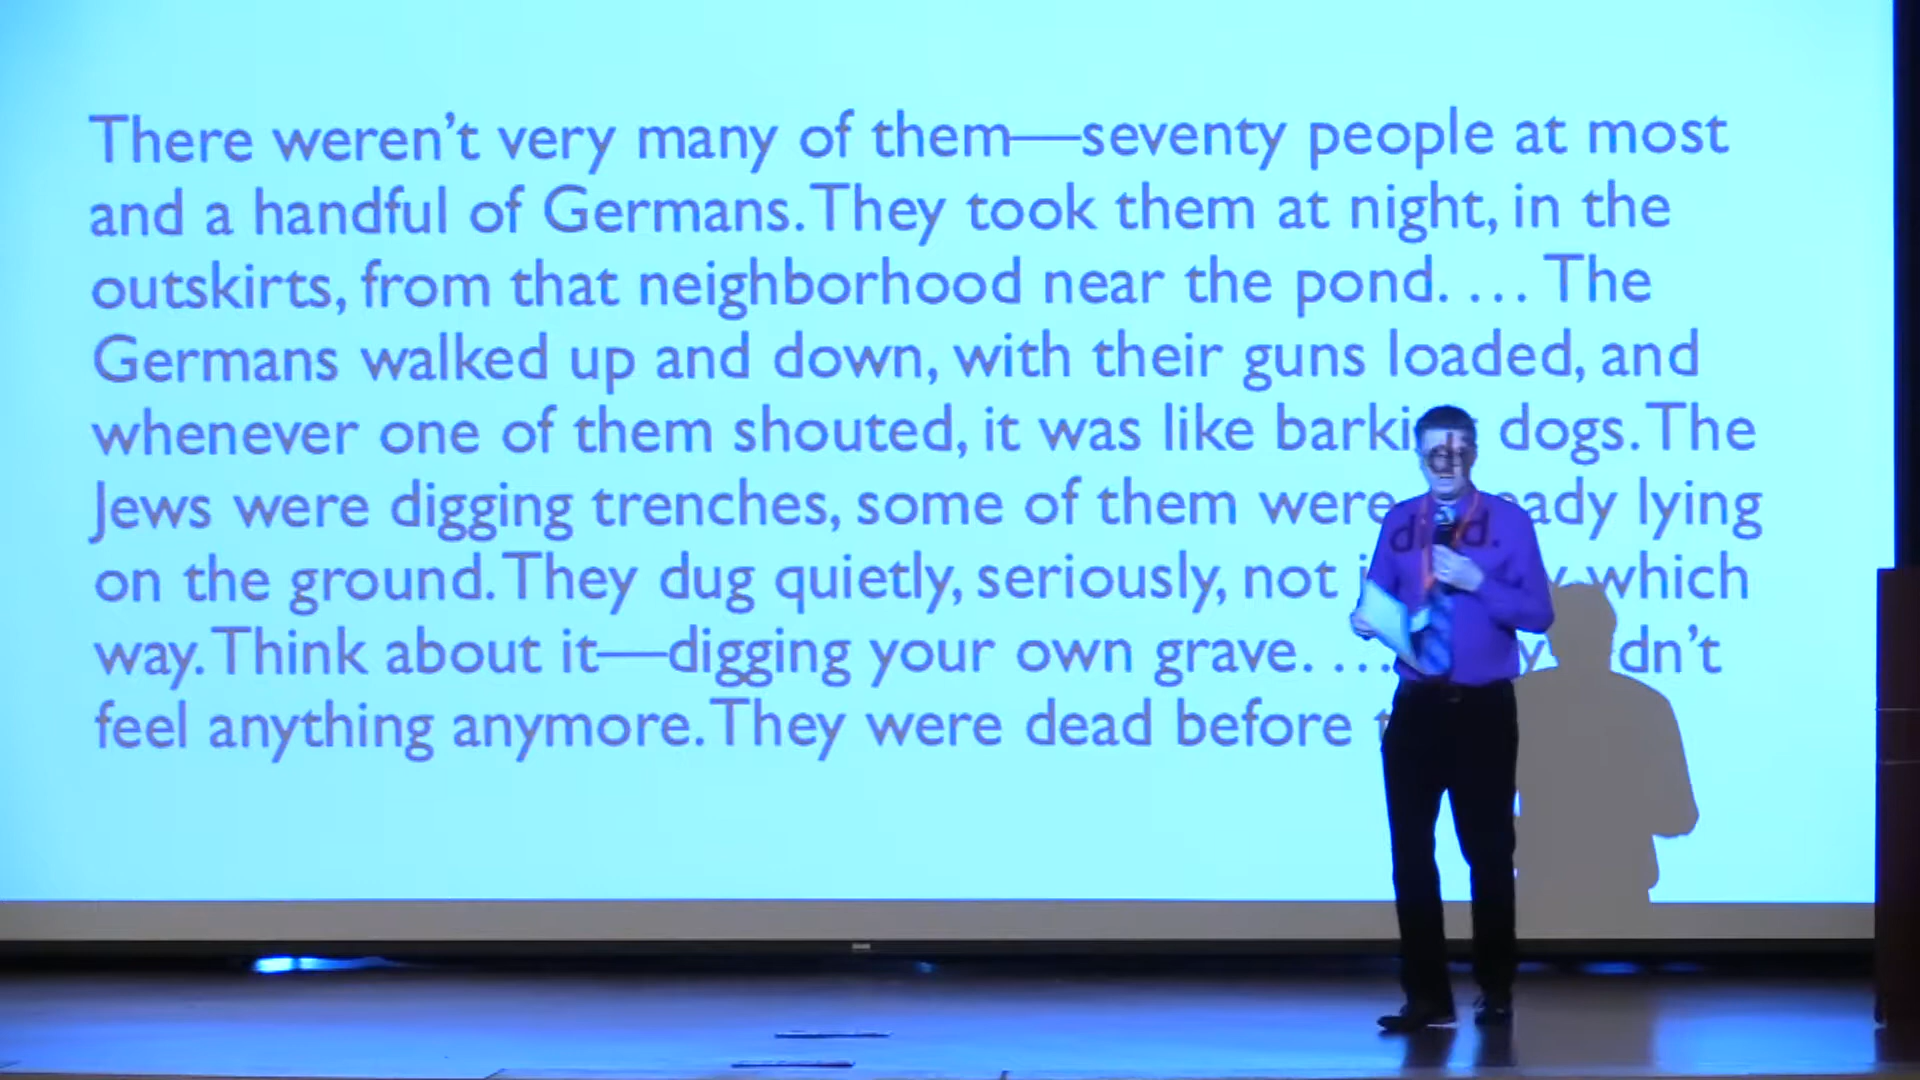 There weren't very many of them—seventy people at most
and a handful of Germans. They took them at night, in the
outskirts, from that neighborhood near the pond. … The
Germans walked up and down, with their guns loaded, and
whenever one of them shouted, it was like barking dogs. The
Jews were digging trenches, some of them were already lying
on the ground. They dug quietly, seriously, not which
way. Think about it—digging your own grave. …
feel anything anymore. They were dead before